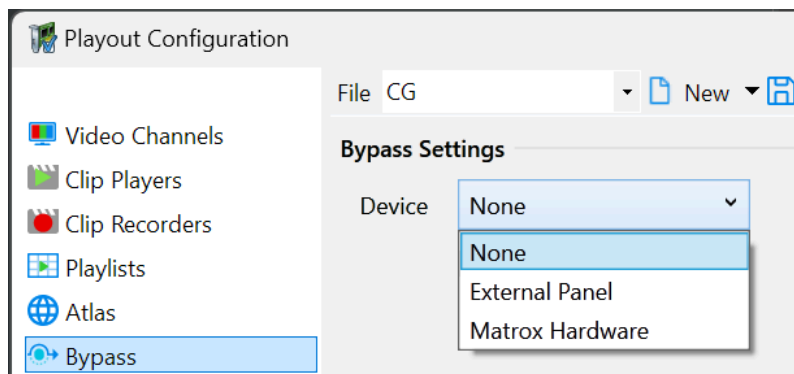 Playout Configuration
File CG New
Video Channels
Clip Players
Clip Recorders
Playlists
Atlas
Bypass
Bypass Settings
Device None
None
External Panel
Matrox Hardware